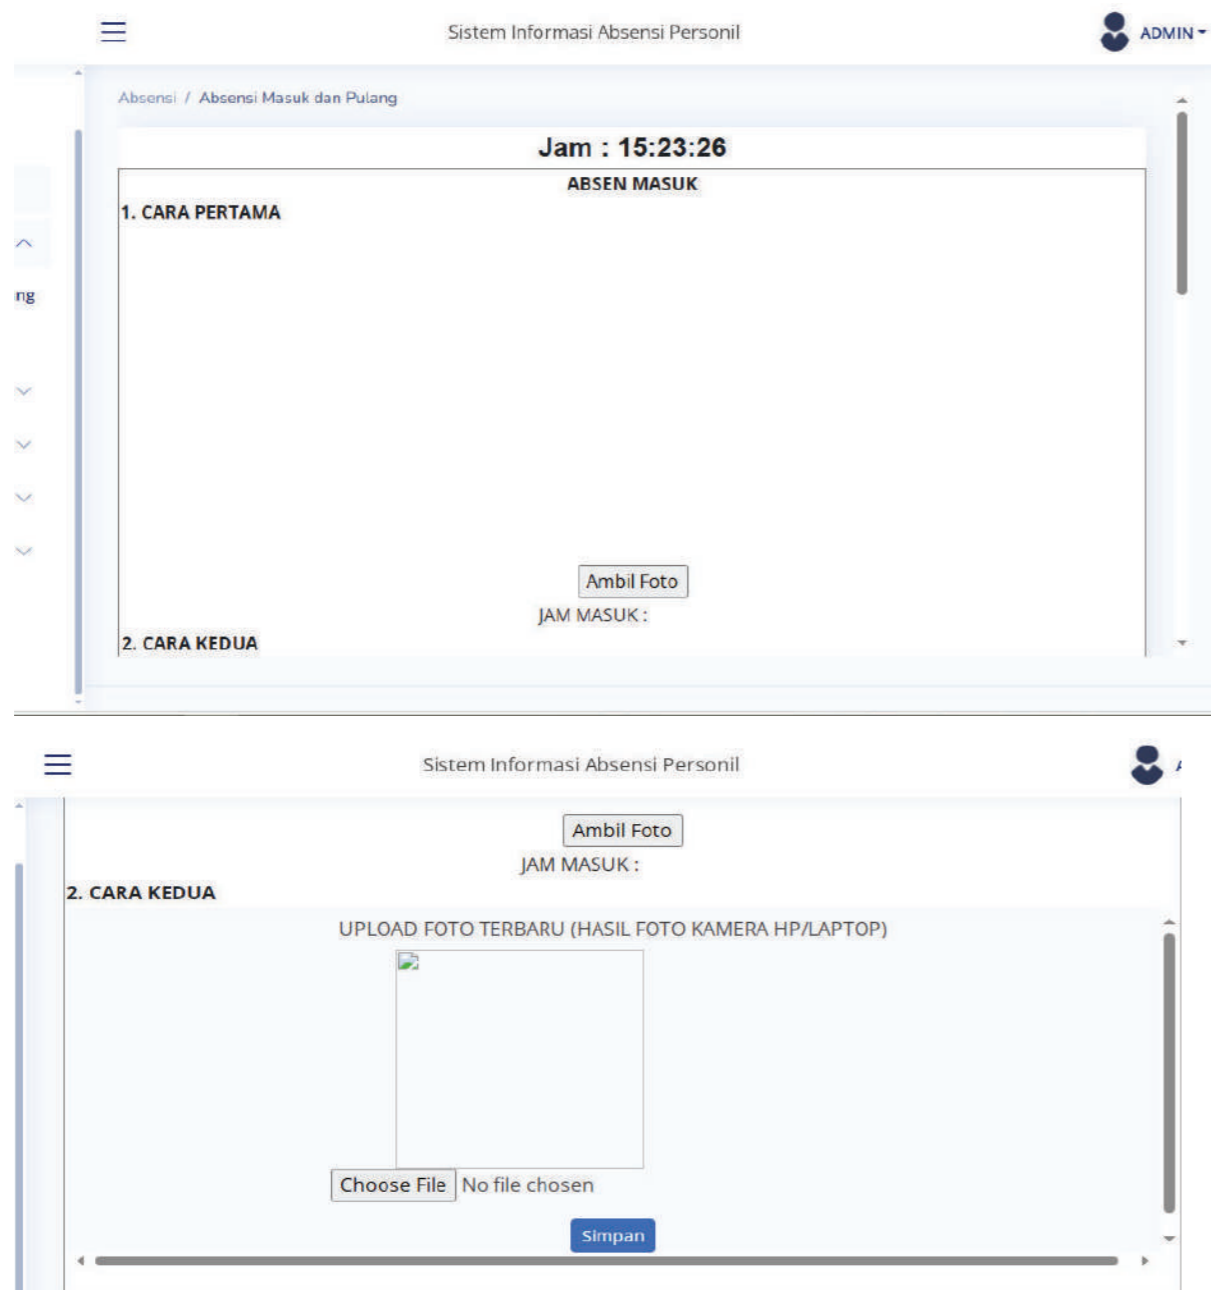 Sistem Informasi Absensi Personil
ADMIN
Absensi / Absensi Masuk dan Pulang
Jam : 15:23:26
ABSEN MASUK
1. CARA PERTAMA
ng
Ambil Foto
JAM MASUK :
2. CARA KEDUA
Sistem Informasi Absensi Personil
Ambil Foto
JAM MASUK :
2. CARA KEDUA
UPLOAD FOTO TERBARU (HASIL FOTO KAMERA HP/LAPTOP)
Choose File No file chosen
Simpan